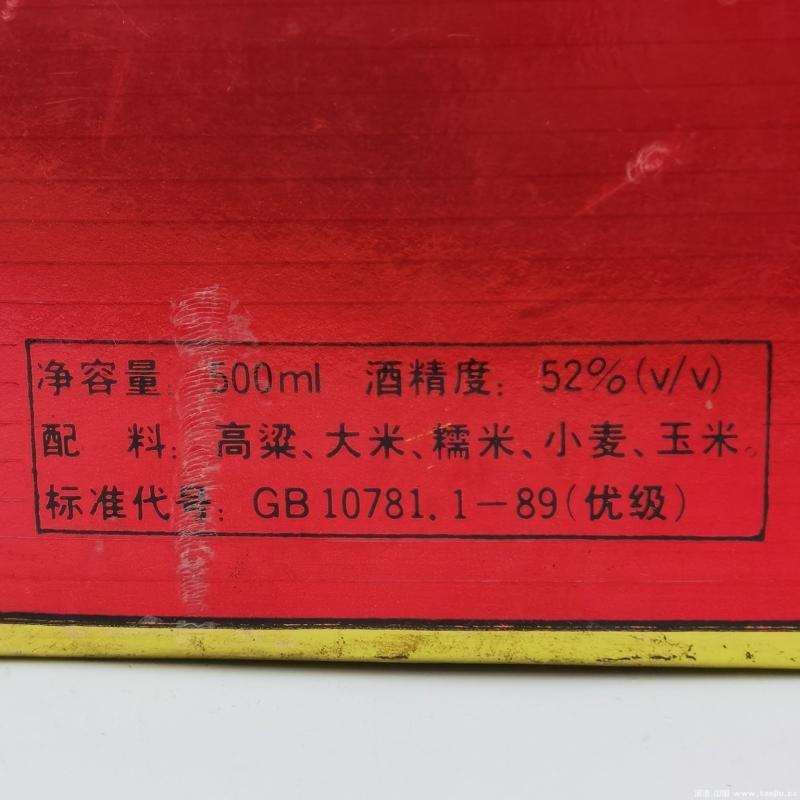 净容量：500ml 酒精度：52%(v/v)
配 料：高粱、大米、糯米、小麦、玉米。
标准代号：GB 10781.1—89(优级)